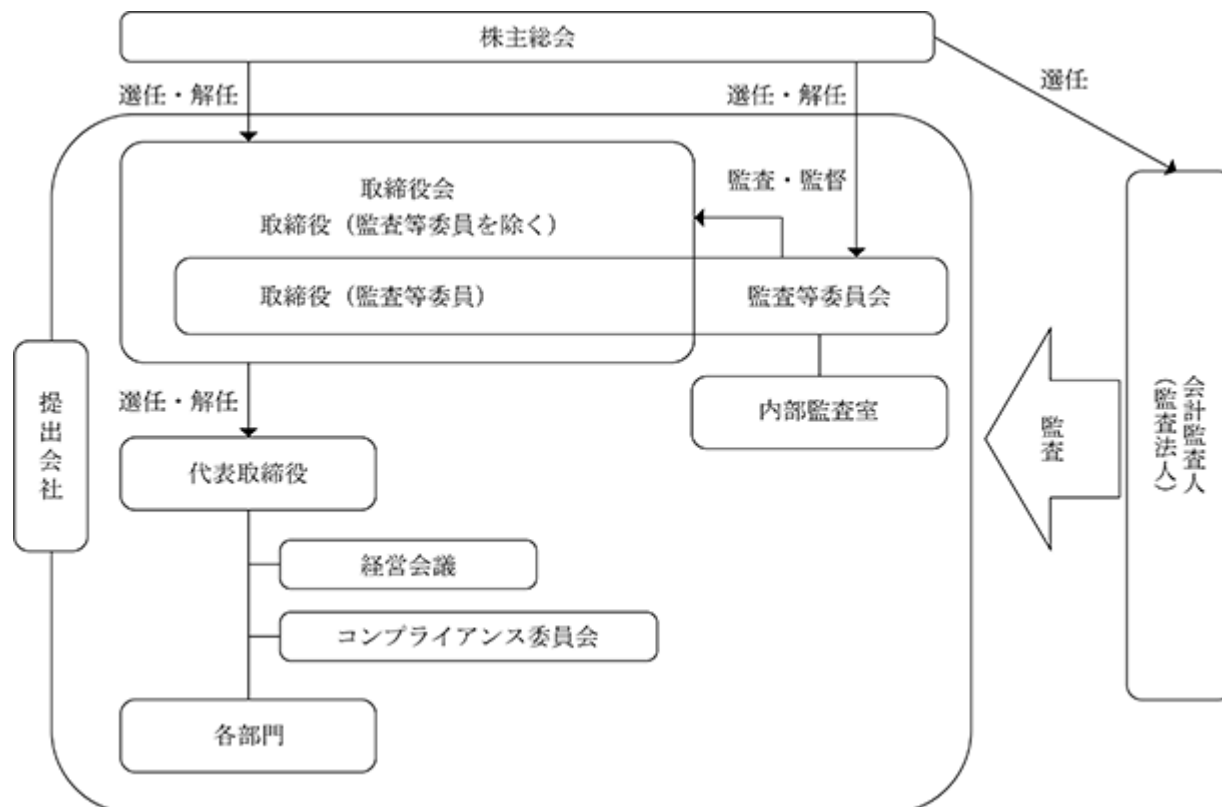 株主総会
選任・解任
選任・解任
選任
取締役会
取締役（監査等委員を除く）
監査・監督
取締役（監査等委員）
監査等委員会
提出会社
選任・解任
内部監査室
監査
会計監査人
（監査法人）
代表取締役
経営会議
コンプライアンス委員会
各部門